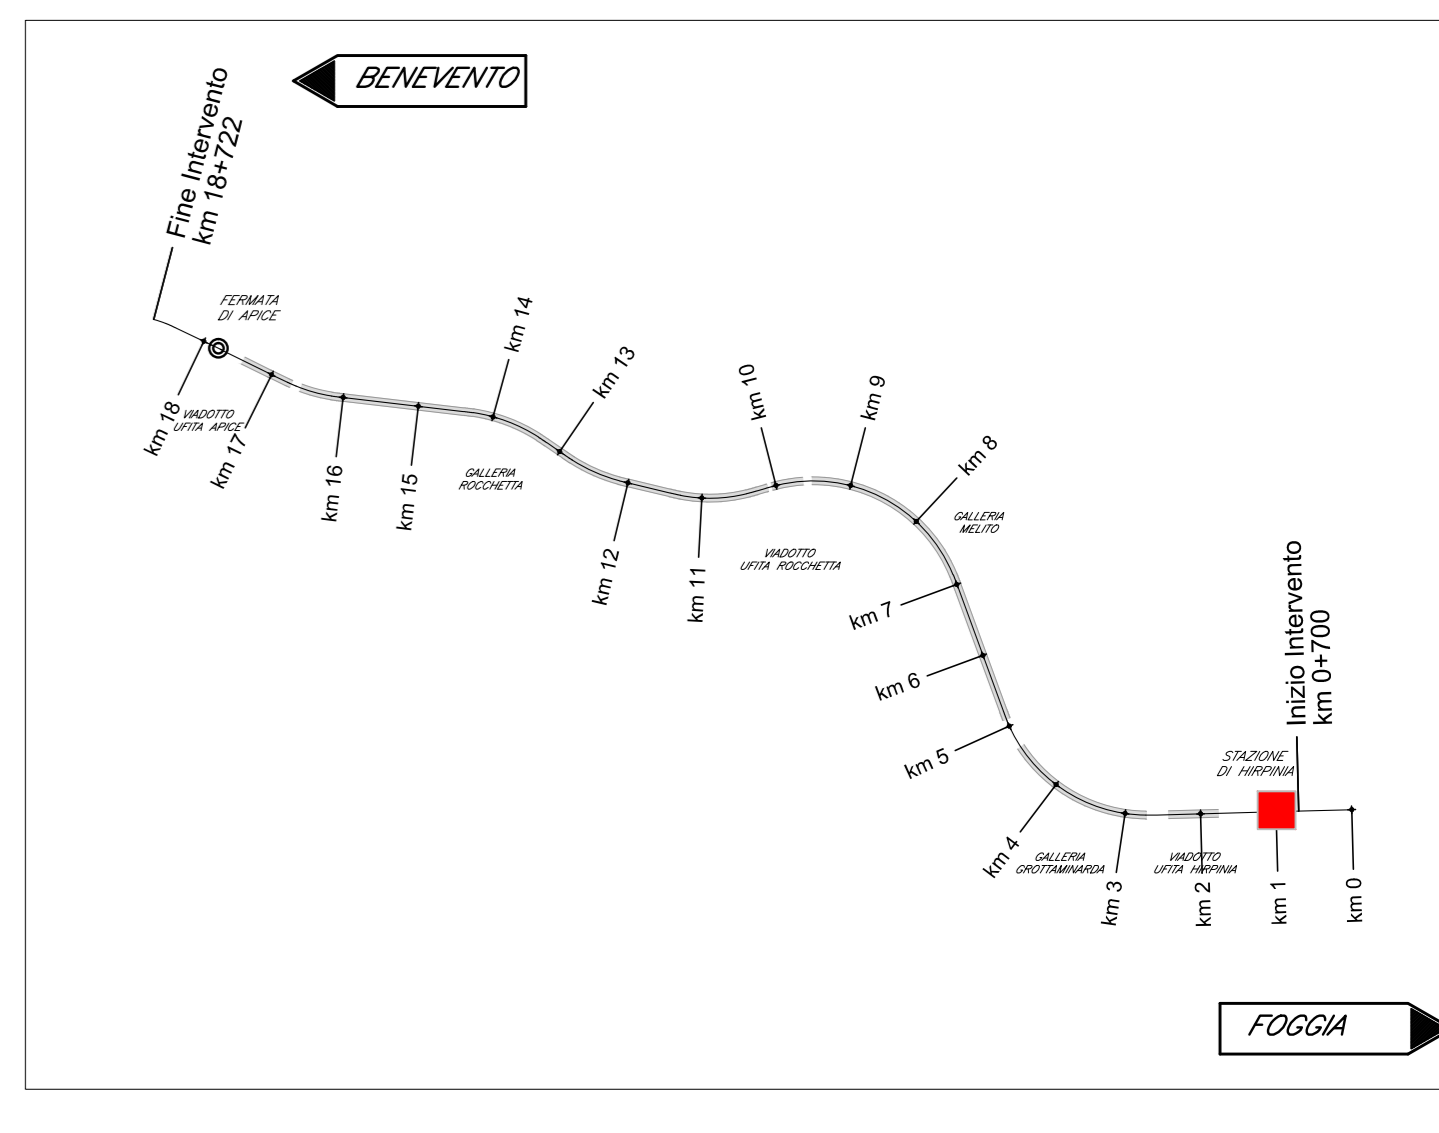 BENEVENTO
Fine Intervento
km 18+722
FERMATA
DI APICE
km 18
VIADOTTO
UFITA APICE
km 17
km 16
km 15
GALLERIA
ROCCHETTA
km 14
km 13
km 12
km 11
km 10
VIADOTTO
UFITA ROCCHETTA
km 9
km 8
GALLERIA
MELITO
km 7
km 6
km 5
km 4
GALLERIA
GROTTAMINARDA
km 3
VIADOTTO
UFITA HIRPINIA
km 2
STAZIONE
DI HIRPINIA
Inizio Intervento
km 0+700
km 1
km 0
FOGGIA